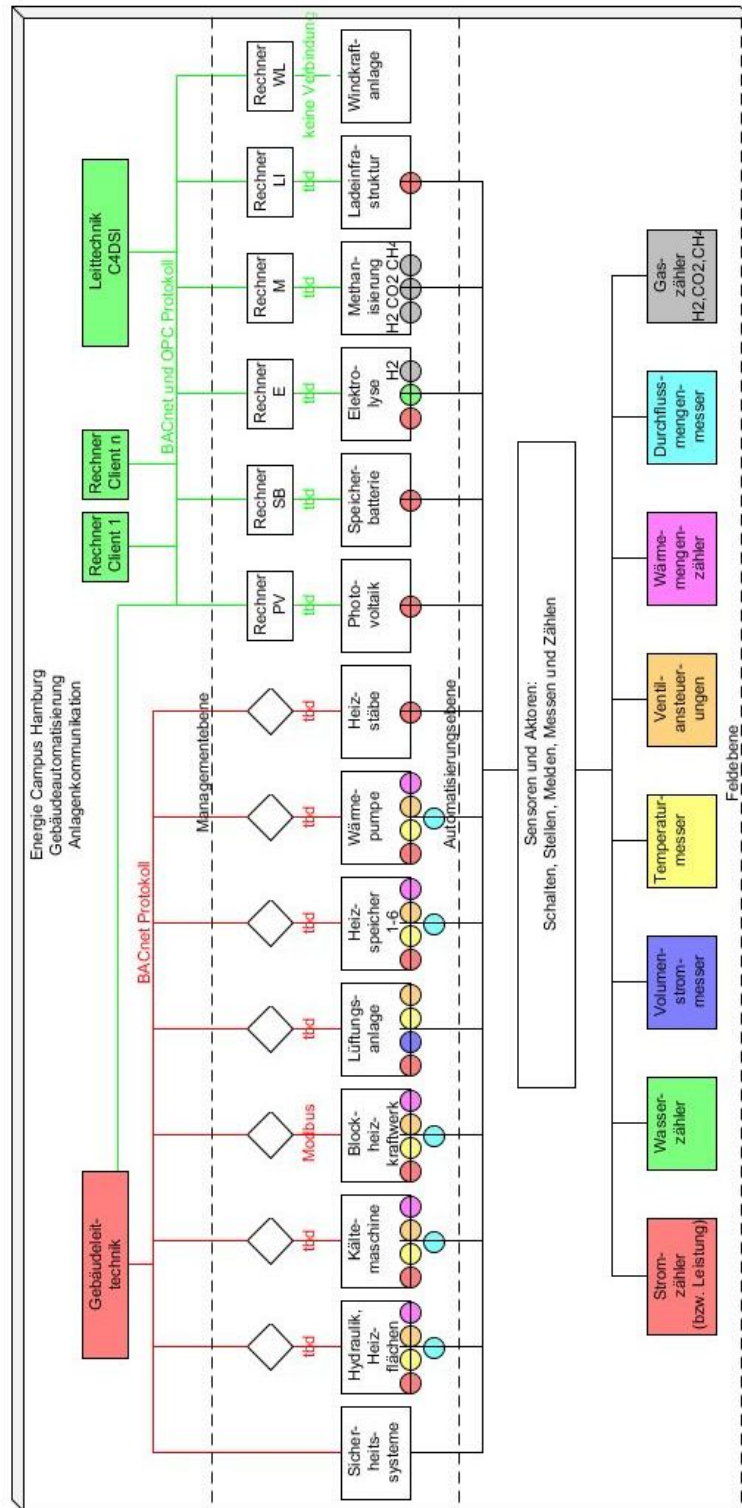 Energie Campus Hamburg
Gebäudeautomatisierung
Anlagenkommunikation
Gebäudeleit-
technik
Rechner
Client 1
Rechner
Client n
Leittechnik
C4DSI
BACnet Protokoll
BACnet und OPC Protokoll
Managementebene
Rechner
PV
Rechner
SB
Rechner
E
Rechner
M
Rechner
LI
Rechner
WL
tbd
tbd
Modbus
tbd
tbd
tbd
tbd
tbd
tbd
tbd
tbd
tbd
keine Verbindung
Sicher-
heits-
systeme
Hydraulik,
Heiz-
flächen
Kälte-
maschine
Block-
heiz-
kraftwerk
Lüftungs-
anlage
Heiz-
speicher
1-6
Wärme-
pumpe
Heiz-
stäbe
Photo-
voltaik
Speicher-
batterie
Elektro-
lyse
H2
Methan-
isierung
H2 CO2 CH4
Ladeinfra-
struktur
Windkraft-
anlage
Automatisierungsebene
Sensoren und Aktoren:
Schalten, Stellen, Melden, Messen und Zählen
Strom-
zähler
(bzw. Leistung)
Wasser-
zähler
Volumen-
strom-
messer
Temperatur-
messer
Ventil-
ansteuer-
ungen
Wärme-
mengen-
zähler
Durchfluss-
mengen-
messer
Gas-
zähler
H2,CO2,CH4
Feldebene